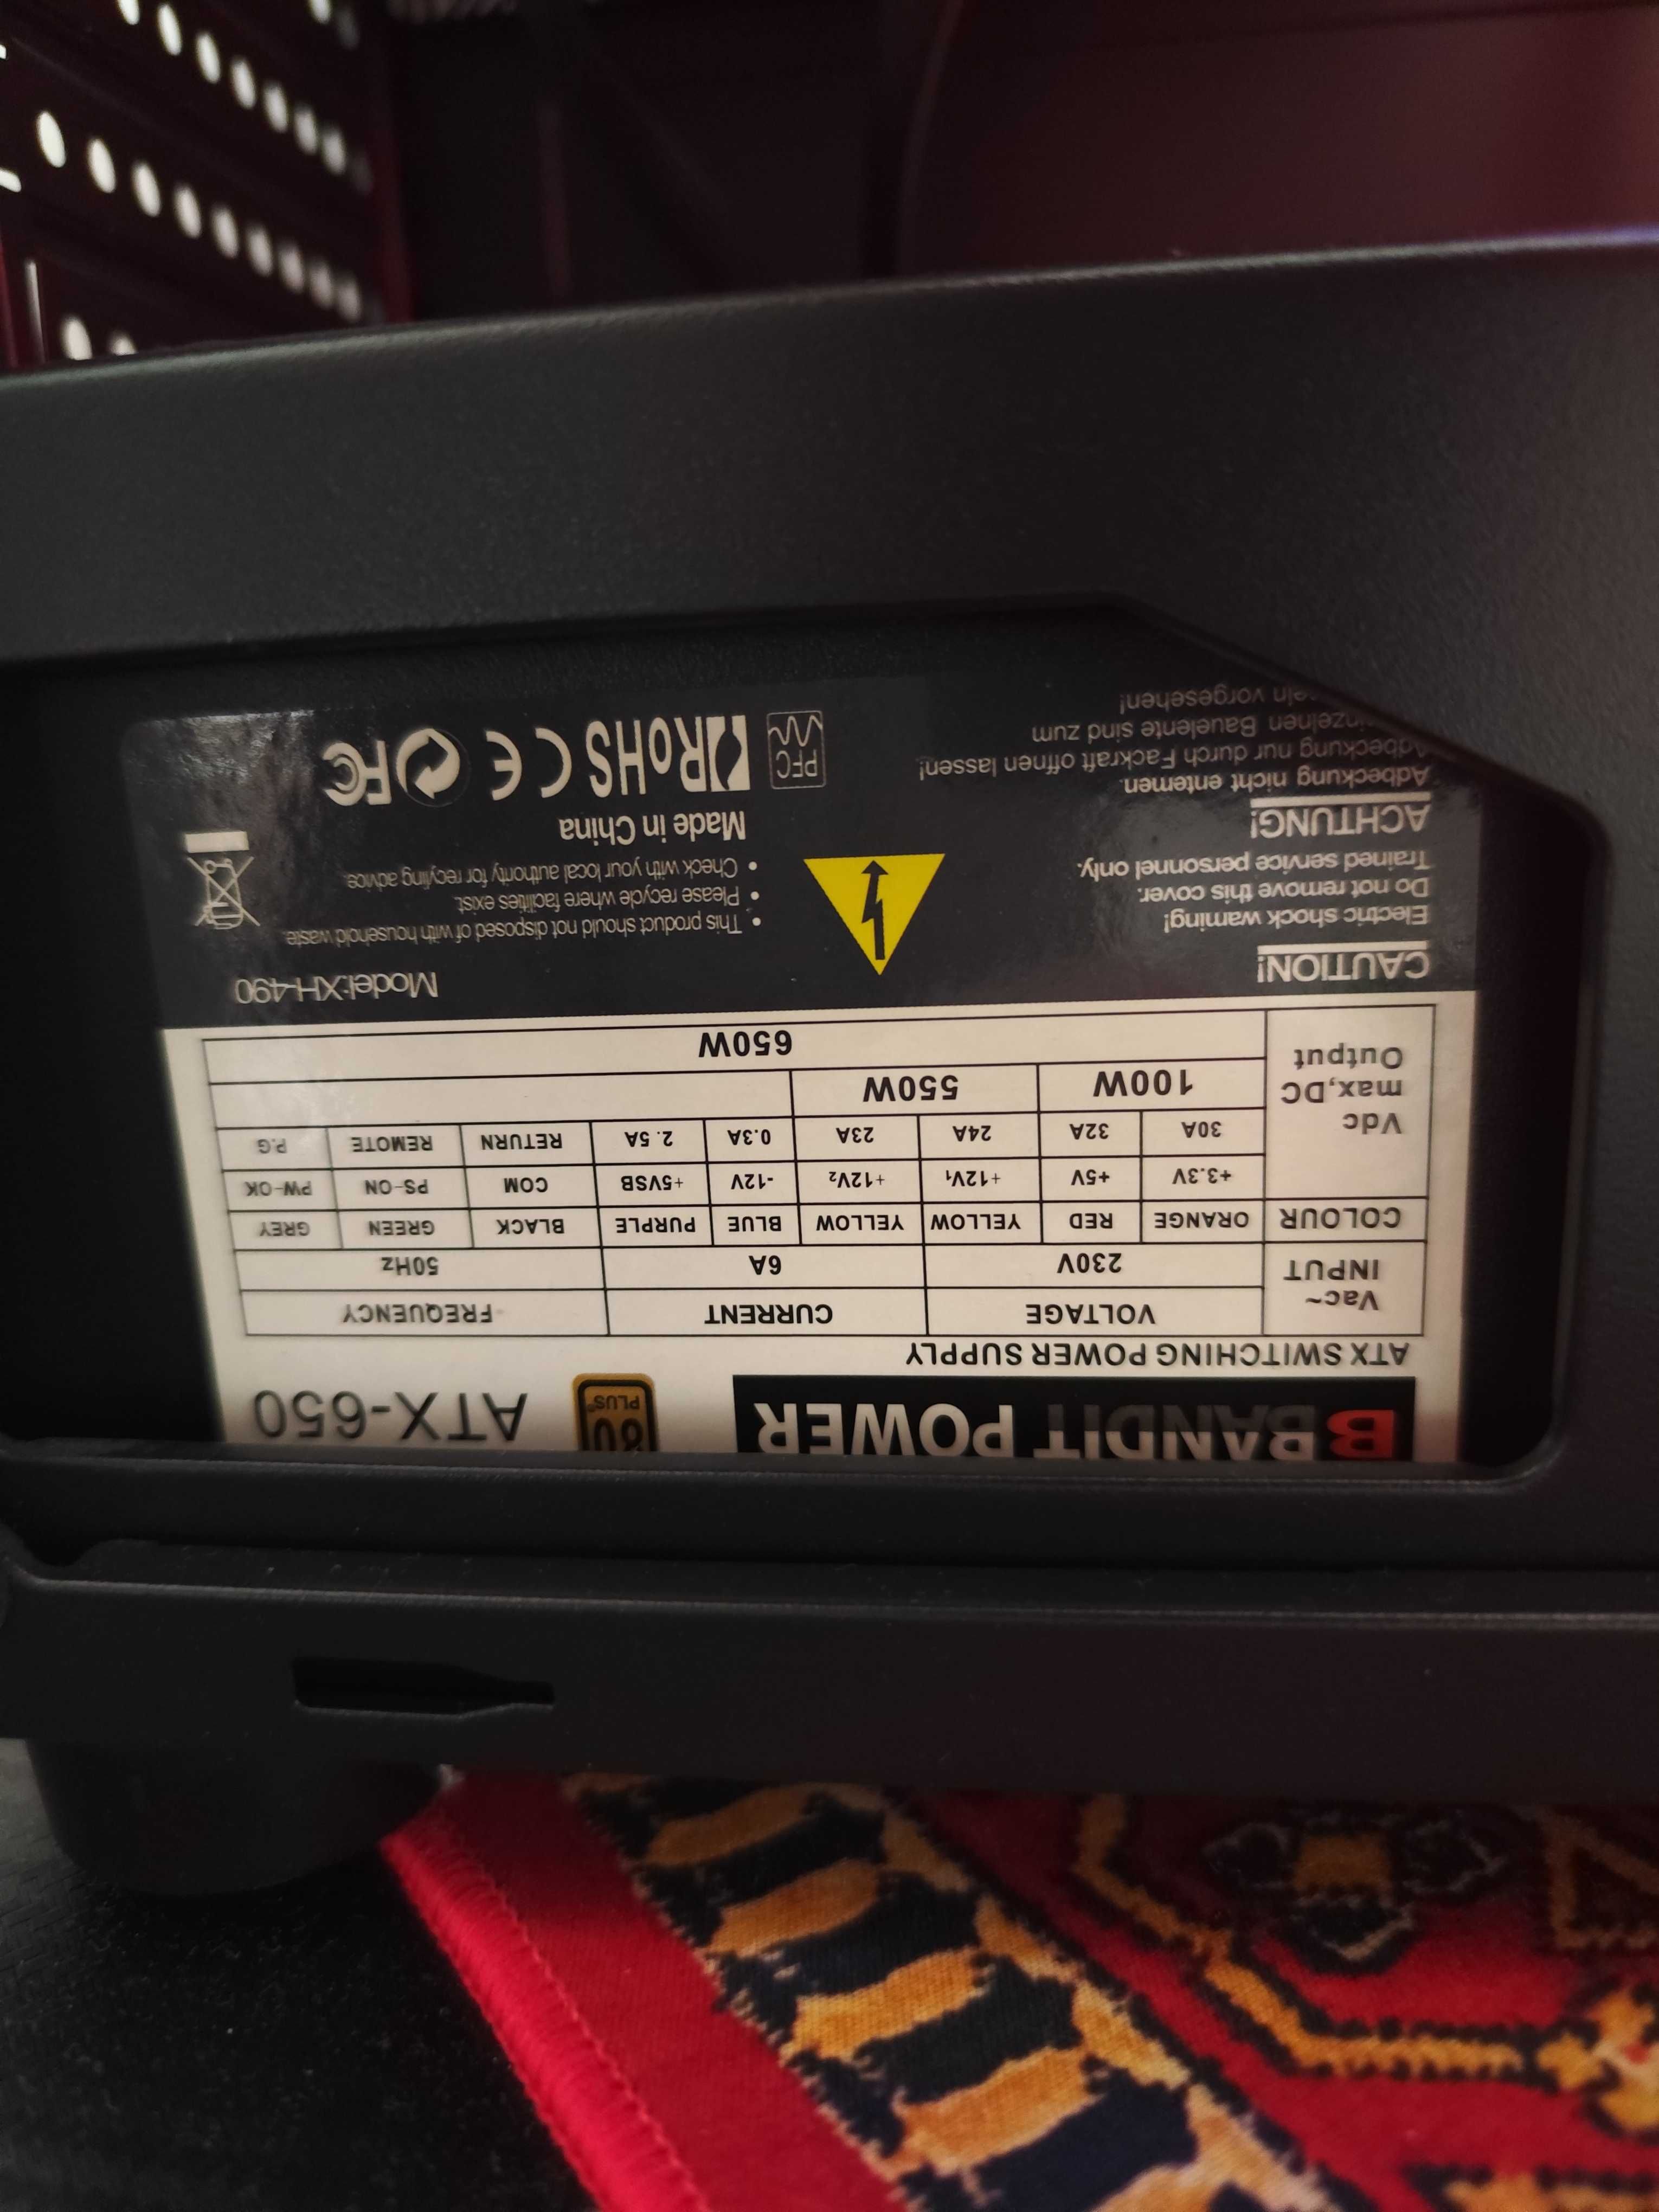 B BANDIT POWER
80 PLUS
ATX-650
ATX SWITCHING POWER SUPPLY
Vac~ INPUT VOLTAGE CURRENT FREQUENCY
230V 6A 50Hz
COLOUR ORANGE RED YELLOW YELLOW BLUE PURPLE BLACK GREEN GREY
Vdc max,DC Output +3.3V +5V +12V1 +12V2 -12V +5VSB COM PS-ON PW-OK
30A 32A 24A 23A 0.3A 2.5A RETURN REMOTE P.G
100W 550W
650W
CAUTION!
Electric shock warning!
Do not remove this cover.
Trained service personnel only.
ACHTUNG!
Adbeckung nicht enternen.
Adbeckung nur durch Fackraft offnen lassen!
Bauelente sind zum
vorgesehen!
Model:XH-490
• This product should not disposed of with household waste.
• Please recycle where facilities exist.
• Check with your local authority for recyling advice.
Made in China
PFC RoHS CE FC